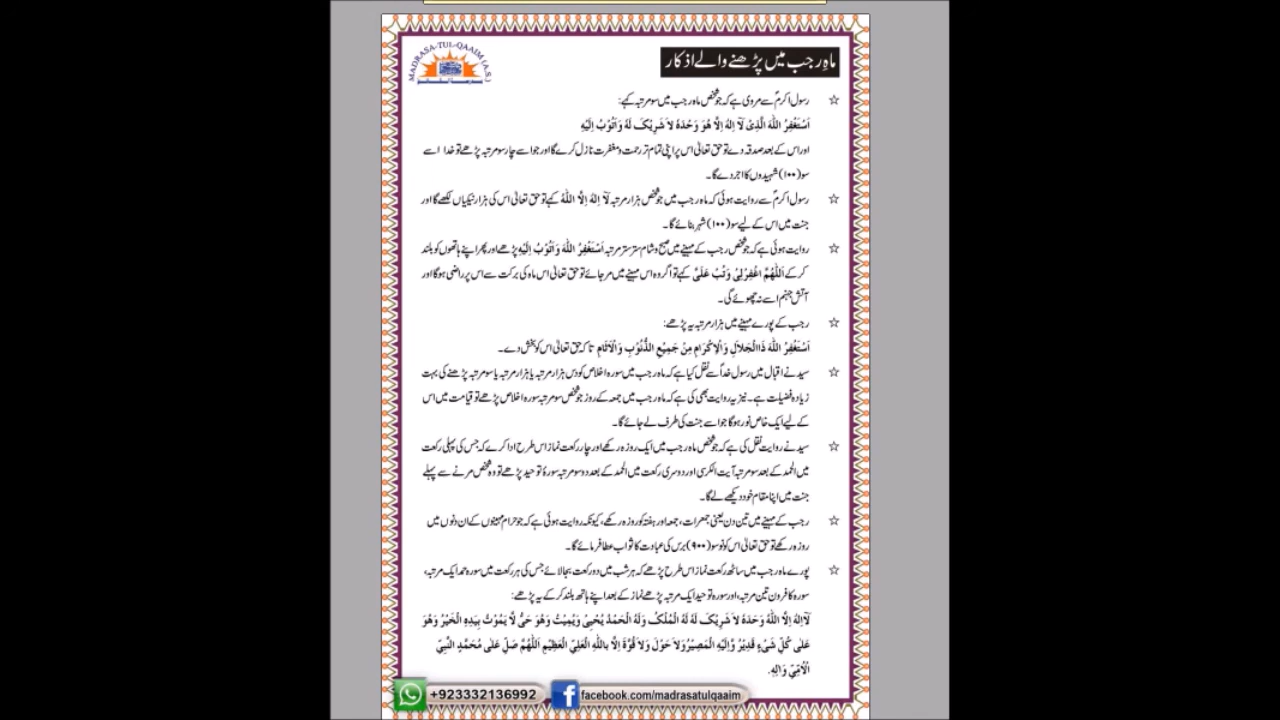 MADRASA-TUL-QAAIM (A.S.)
ماہِ رجب میں پڑھنے والے اذکار
☆ رسول اکرمؐ سے مروی ہے کہ جو شخص ماہ رجب میں سو مرتبہ کہے:
اَسْتَغْفِرُ اللّٰهَ الَّذِیْ لَآ اِلٰهَ اِلَّا هُوَ وَحْدَهٗ لَا شَرِیْکَ لَهٗ وَ اَتُوْبُ اِلَیْهِ
اور اس کے بعد صدقہ دے تو حق تعالیٰ اس پر اپنی تمام تر رحمت و مغفرت نازل کرے گا اور جو اسے چار سو مرتبہ پڑھے تو خدا اسے
سو (۱۰۰) شہیدوں کا اجر دے گا۔
☆ رسول اکرمؐ سے روایت ہوئی کہ ماہ رجب میں جو شخص ہزار مرتبہ لَآ اِلٰهَ اِلَّا اللّٰهُ کہے تو حق تعالیٰ اس کی ہزار نیکیاں لکھے گا اور
جنت میں اس کے لیے سو (۱۰۰) شہر بنائے گا۔
☆ روایت ہوئی ہے کہ جو شخص رجب کے مہینے میں صبح و شام ستر ستر مرتبہ اَسْتَغْفِرُ اللّٰهَ وَ اَتُوْبُ اِلَیْهِ پڑھے اور پھر اپنے ہاتھوں کو بلند
کر کے اَللّٰهُمَّ اغْفِرْلِیْ وَ تُبْ عَلَیَّ کہے تو اگر وہ اس مہینے میں مر جائے تو حق تعالیٰ اس ماہ کی برکت سے اس پر راضی ہوگا اور
آتش جہنم اسے نہ چھوئے گی۔
☆ رجب کے پورے مہینے میں ہزار مرتبہ یہ پڑھے:
اَسْتَغْفِرُ اللّٰهَ ذَا الْجَلَالِ وَالْاِکْرَامِ مِنْ جَمِیْعِ الذُّنُوْبِ وَ الْاٰثَامِ تا کہ حق تعالیٰ اس کو بخش دے۔
☆ سید نے اقبال میں رسول خداؐ سے نقل کیا ہے کہ ماہ رجب میں سورہ اخلاص کو دس ہزار مرتبہ یا ہزار مرتبہ یا سو مرتبہ پڑھنے کی بہت
زیادہ فضیلت ہے۔ نیز یہ روایت بھی کی ہے کہ ماہ رجب میں جمعہ کے روز جو شخص سو مرتبہ سورہ اخلاص پڑھے تو قیامت میں اس
کے لیے ایک خاص نور ہوگا جو اسے جنت کی طرف لے جائے گا۔
☆ سید نے روایت نقل کی ہے کہ جو شخص ماہ رجب میں ایک روزہ رکھے اور چار رکعت نماز اس طرح ادا کرے کہ جس کی پہلی رکعت
میں الحمد کے بعد سو مرتبہ آیت الکرسی اور دوسری رکعت میں الحمد کے بعد دو سو مرتبہ سورۂ توحید پڑھے تو وہ شخص مرنے سے پہلے
جنت میں اپنا مقام خود دیکھے لے گا۔
☆ رجب کے مہینے میں تین دن یعنی جمعرات، جمعہ اور ہفتہ کو روزہ رکھے، کیونکہ روایت ہوئی ہے کہ جو حرام مہینوں کے ان دنوں میں
روزہ رکھے تو حق تعالیٰ اس کو نو سو (۹۰۰) برس کی عبادت کا ثواب عطا فرمائے گا۔
☆ پورے ماہ رجب میں ساٹھ رکعت نماز اس طرح پڑھے کہ ہر شب میں دو رکعت بجا لائے جس کی ہر رکعت میں سورہ حمد ایک مرتبہ،
سورہ کافرون تین مرتبہ، اور سورہ توحید ایک مرتبہ پڑھے نماز کے بعد اپنے ہاتھ بلند کر کے یہ پڑھے:
لَآ اِلٰهَ اِلَّا اللّٰهُ وَحْدَهٗ لَا شَرِیْکَ لَهٗ لَهُ الْمُلْکُ وَ لَهُ الْحَمْدُ یُحْیِیْ وَ یُمِیْتُ وَ هُوَ حَیٌّ لَّا یَمُوْتُ بِیَدِهِ الْخَیْرُ وَ هُوَ
عَلٰی کُلِّ شَیْءٍ قَدِیْرٌ وَّ اِلَیْهِ الْمَصِیْرُ وَ لَا حَوْلَ وَ لَا قُوَّةَ اِلَّا بِاللّٰهِ الْعَلِیِّ الْعَظِیْمِ اَللّٰهُمَّ صَلِّ عَلٰی مُحَمَّدٍ النَّبِیِّ
الْاُمِّیِّ وَ اٰلِهٖ۔
+923332136992
facebook.com/madrasatulqaaim